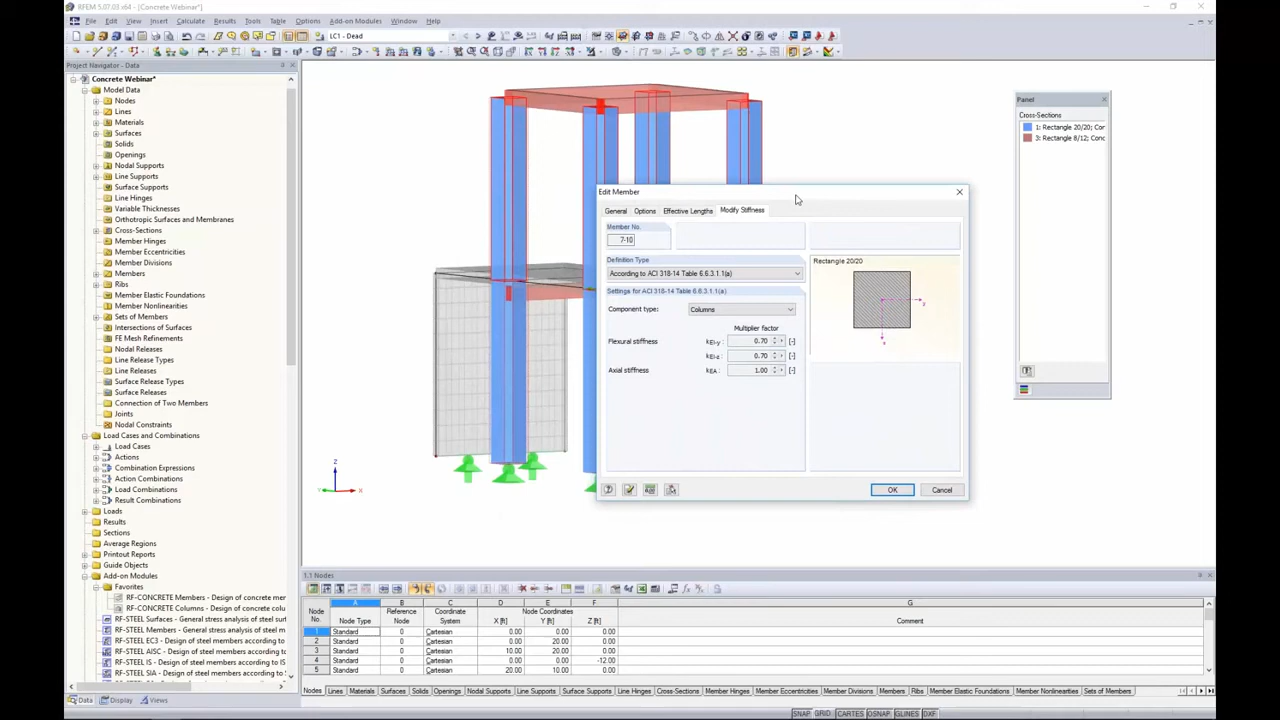 RFEM 5.07.03 x64 - [Concrete Webinar*]
File Edit View Insert Calculate Results Tools Table Options Add-on Modules Window Help
LC1 - Dead
Project Navigator - Data
Concrete Webinar*
Model Data
Nodes
Lines
Materials
Surfaces
Solids
Openings
Nodal Supports
Line Supports
Surface Supports
Line Hinges
Variable Thicknesses
Orthotropic Surfaces and Membranes
Cross-Sections
Member Hinges
Member Eccentricities
Member Divisions
Members
Ribs
Member Elastic Foundations
Member Nonlinearities
Sets of Members
Intersections of Surfaces
FE Mesh Refinements
Nodal Releases
Line Release Types
Line Releases
Surface Release Types
Surface Releases
Connection of Two Members
Joints
Nodal Constraints
Load Cases and Combinations
Load Cases
Actions
Combination Expressions
Action Combinations
Load Combinations
Result Combinations
Loads
Results
Sections
Average Regions
Printout Reports
Guide Objects
Add-on Modules
Favorites
RF-CONCRETE Members - Design of concrete mer
RF-CONCRETE Columns - Design of concrete colu
RF-STEEL Surfaces - General stress analysis of steel surf
RF-STEEL Members - General stress analysis of steel me
RF-STEEL EC3 - Design of steel members according to
RF-STEEL AISC - Design of steel members according to
RF-STEEL IS - Design of steel members according to IS
RF-STEEL SIA - Design of steel members according to
Data Display Views
Z
Y
X
Panel
Cross-Sections
1: Rectangle 20/20; Cor
3: Rectangle 8/12; Conc
Edit Member
General Options Effective Lengths Modify Stiffness
Member No.
7-10
Definition Type
According to ACI 318-14 Table 6.6.3.1.1(a)
Settings for ACI 318-14 Table 6.6.3.1.1(a)
Component type: Columns
Multiplier factor
Flexural stiffness kEI-y : 0.70 [-]
kEI-z : 0.70 [-]
Axial stiffness kEA : 1.00 [-]
Rectangle 20/20
y
z
OK Cancel
1.1 Nodes
A B C D E F G
Node No. Node Type Reference Node Coordinate System Node Coordinates X [ft] Y [ft] Z [ft] Comment
1 Standard 0 Cartesian 0.00 0.00 0.00
2 Standard 0 Cartesian 0.00 20.00 0.00
3 Standard 0 Cartesian 10.00 20.00 0.00
4 Standard 0 Cartesian 0.00 0.00 -12.00
5 Standard 0 Cartesian 20.00 10.00 0.00
Nodes Lines Materials Surfaces Solids Openings Nodal Supports Line Supports Surface Supports Line Hinges Cross-Sections Member Hinges Member Eccentricities Member Divisions Members Ribs Member Elastic Foundations Member Nonlinearities Sets of Members
SNAP GRID CARTES OSNAP GLINES DXF